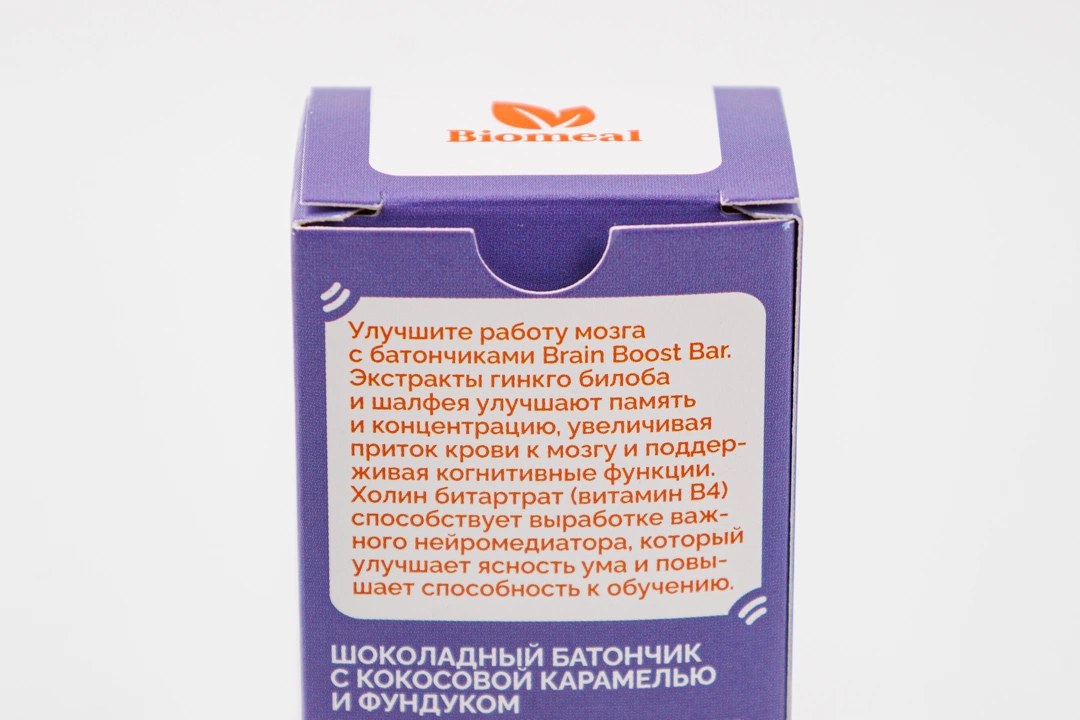 Biomeal
Улучшите работу мозга
с батончиками Brain Boost Bar.
Экстракты гинкго билоба
и шалфея улучшают память
и концентрацию, увеличивая
приток крови к мозгу и поддер-
живая когнитивные функции.
Холин битартрат (витамин B4)
способствует выработке важ-
ного нейромедиатора, который
улучшает ясность ума и повы-
шает способность к обучению.
ШОКОЛАДНЫЙ БАТОНЧИК
С КОКОСОВОЙ КАРАМЕЛЬЮ
И ФУНДУКОМ